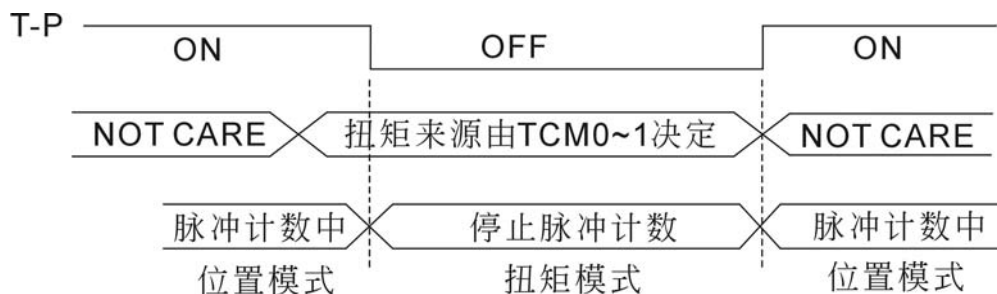 T-P
ON OFF ON
NOT CARE 扭矩来源由TCM0~1决定 NOT CARE
脉冲计数中 停止脉冲计数 脉冲计数中
位置模式 扭矩模式 位置模式